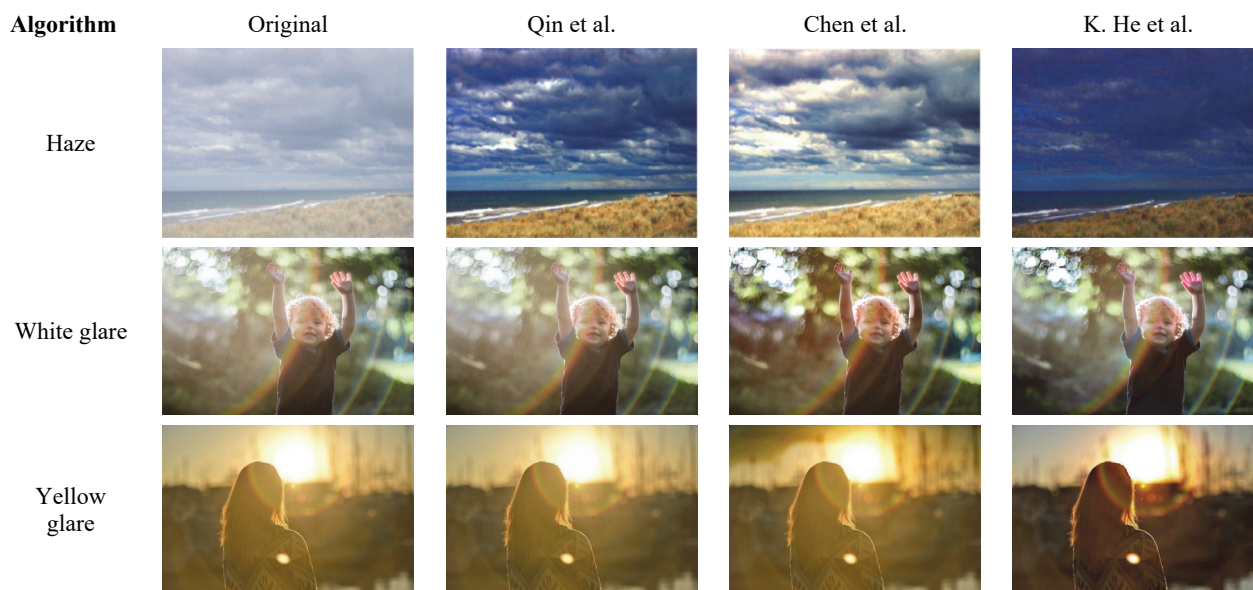 Algorithm Original Qin et al. Chen et al. K. He et al.
Haze
White glare
Yellow
glare